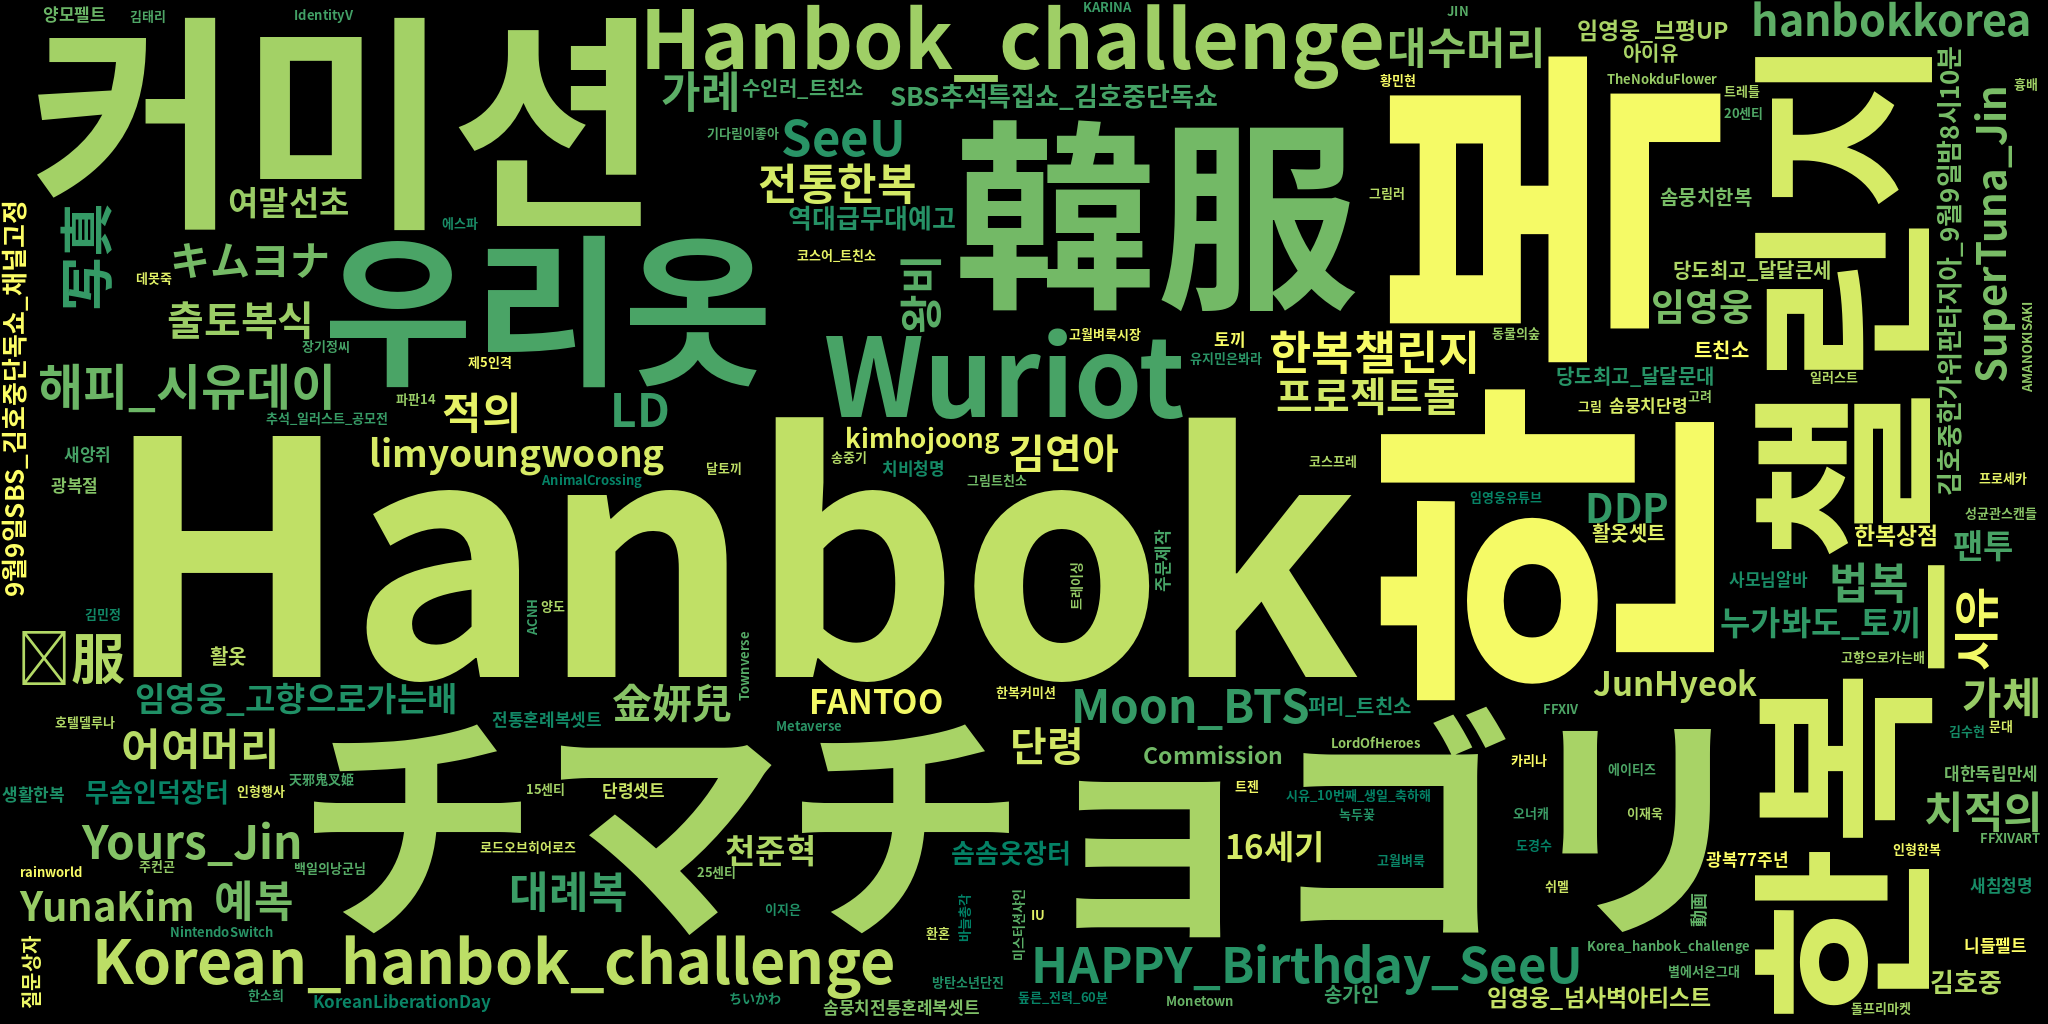 양모펠트
김태리
IdentityV
KARINA
JIN
커미션
Hanbok_challenge
대수머리
임영웅_브평UP
아이유
hanbokkorea
황민현
TheNokduFlower
가례
수인러_트친소
SBS추석특집쇼_김호중단독쇼
트레틀
20센티
흉배
기다림이좋아
SeeU
韓服
페
챌린지
김호중한가위판타지아_9월9일밤8시10분
SuperTuna_Jin
전통한복
여말선초
에스파
역대급무대예고
그림러
솜뭉치한복
9월9일SBS_김호중단독쇼_채널고정
写真
キムヨナ
데못죽
우리옷
코스어_트친소
왕비
당도최고_달달큰세
임영웅
출토복식
장기정씨
제5인격
Wuriot
고월벼룩시장
토끼
유지민은봐라
한복챌린지
동물의숲
트친소
AMANOKISAKI
해피_시유데이
추석_일러스트_공모전
파판14
적의
LD
프로젝트돌
당도최고_달달문대
일러스트
그림
솜뭉치단령
고려
limyoungwoong
kimhojoong
김연아
송중기
치비청명
그림트친소
달토끼
AnimalCrossing
코스프레
새앙쥐
광복절
Hanbok
한
임영웅유튜브
DDP
활옷셋트
프로세카
성균관스캔들
한복상점
팬투
주문제작
트레이싱
ACNH
양도
김민정
服
활옷
Townverse
사모님알바
법복
누가봐도_토끼
시유
고향으로가는배
임영웅_고향으로가는배
金妍兒
FANTOO
한복커미션
Moon_BTS
퍼리_트친소
JunHyeok
한복
가체
호텔델루나
전통혼례복셋트
Metaverse
FFXIV
김수현
문대
어여머리
チマチョゴリ
단령
Commission
LordOfHeroes
카리나
에이티즈
대한독립만세
생활한복
무솜인덕장터
인형행사
天邪鬼叉姫
15센티
단령셋트
트젠
시유_10번째_생일_축하해
녹두꽃
오너캐
이재욱
치적의
FFXIVART
Yours_Jin
주컨곤
백일의낭군님
로드오브히어로즈
천준혁
25센티
솜솜옷장터
16세기
고월벼룩
도경수
광복77주년
인형한복
rainworld
YunaKim
예복
대례복
이지은
바늘총각
미스터션샤인
IU
쉬멜
動画
새침청명
NintendoSwitch
환혼
질문상자
Korean_hanbok_challenge
HAPPY_Birthday_SeeU
Korea_hanbok_challenge
별에서온그대
니들펠트
김호중
한소희
KoreanLiberationDay
ちいかわ
방탄소년단진
솜뭉치전통혼례복셋트
듚른_전력_60분
Monetown
송가인
임영웅_넘사벽아티스트
돌프리마켓